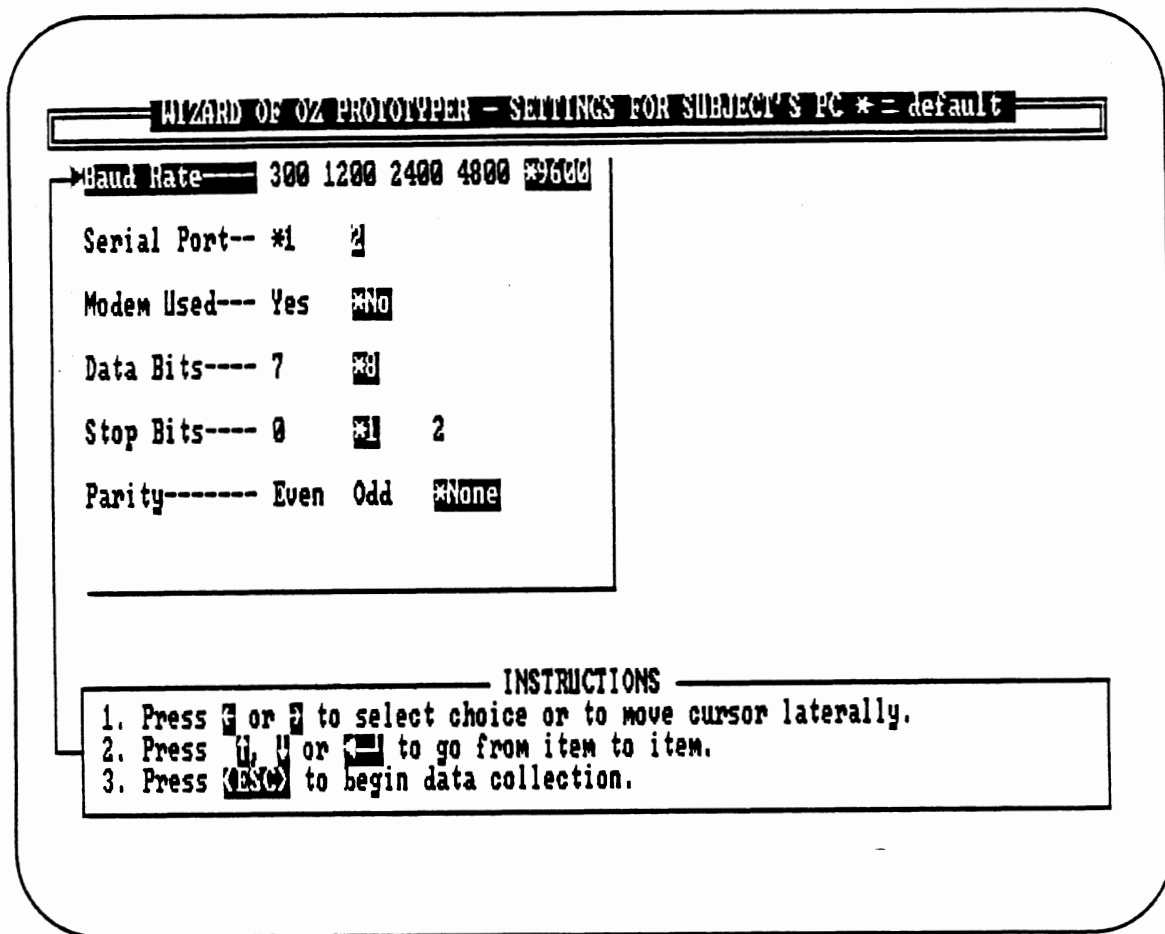 WIZARD OF OZ PROTOTYPER - SETTINGS FOR SUBJECT'S PC * = default
Baud Rate---- 300 1200 2400 4800 *9600
Serial Port-- *1 2
Modem Used--- Yes *No
Data Bits---- 7 *8
Stop Bits---- 0 *1 2
Parity------- Even Odd *None
INSTRUCTIONS
1. Press ← or → to select choice or to move cursor laterally.
2. Press ↑, ↓ or ◄─┘ to go from item to item.
3. Press <ESC> to begin data collection.